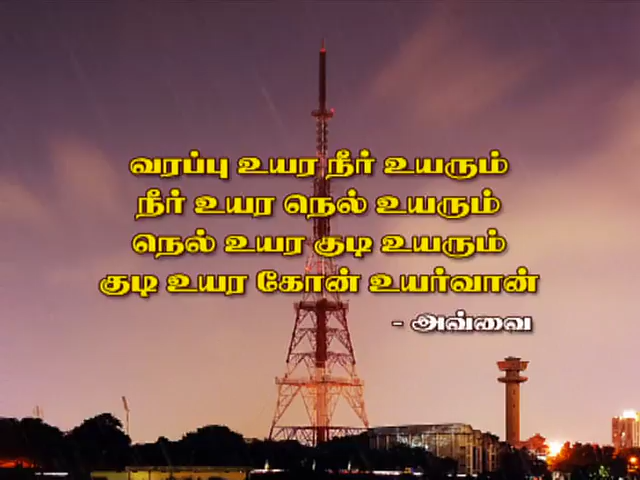 வரப்பு உயர நீர் உயரும்
நீர் உயர நெல் உயரும்
நெல் உயர குடி உயரும்
குடி உயர கோன் உயர்வான்
- அவ்வை